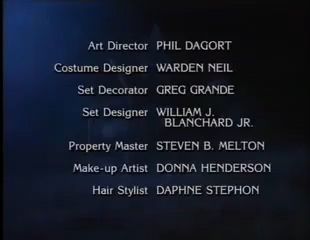 Art Director PHIL DAGORT
Costume Designer WARDEN NEIL
Set Decorator GREG GRANDE
Set Designer WILLIAM J.
BLANCHARD JR.
Property Master STEVEN B. MELTON
Make-up Artist DONNA HENDERSON
Hair Stylist DAPHNE STEPHON